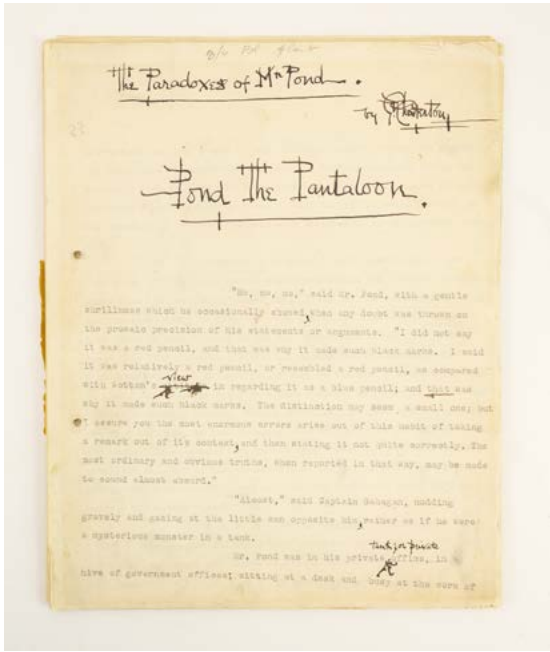 The Paradoxes of Mr Pond.
by G.K. Chesterton
23
Pond The Pantaloon.
"No, no, no," said Mr. Pond, with a gentle
shrillness which he occasionally showed, when any doubt was thrown on
the prosaic precision of his statements or arguments. "I did not say
it was a red pencil, and that was why it made such black marks. I said
it was relatively a red pencil, or resembled a red pencil, as compared
view
with Wotton's in regarding it as a blue pencil; and that was
why it made such black marks. The distinction may seem a small one; but
I assure you the most enormous errors arise out of this habit of taking
a remark out of its context, and then stating it not quite correctly. The
most ordinary and obvious truths, when reported in that way, may be made
to sound almost absurd."
"Almost," said Captain Gahagan, nodding
gravely and gazing at the little man opposite him, rather as if he were
a mysterious monster in a tank.
private
Mr. Pond was in his private office, in
hive of government offices; sitting at a desk and busy at the work of